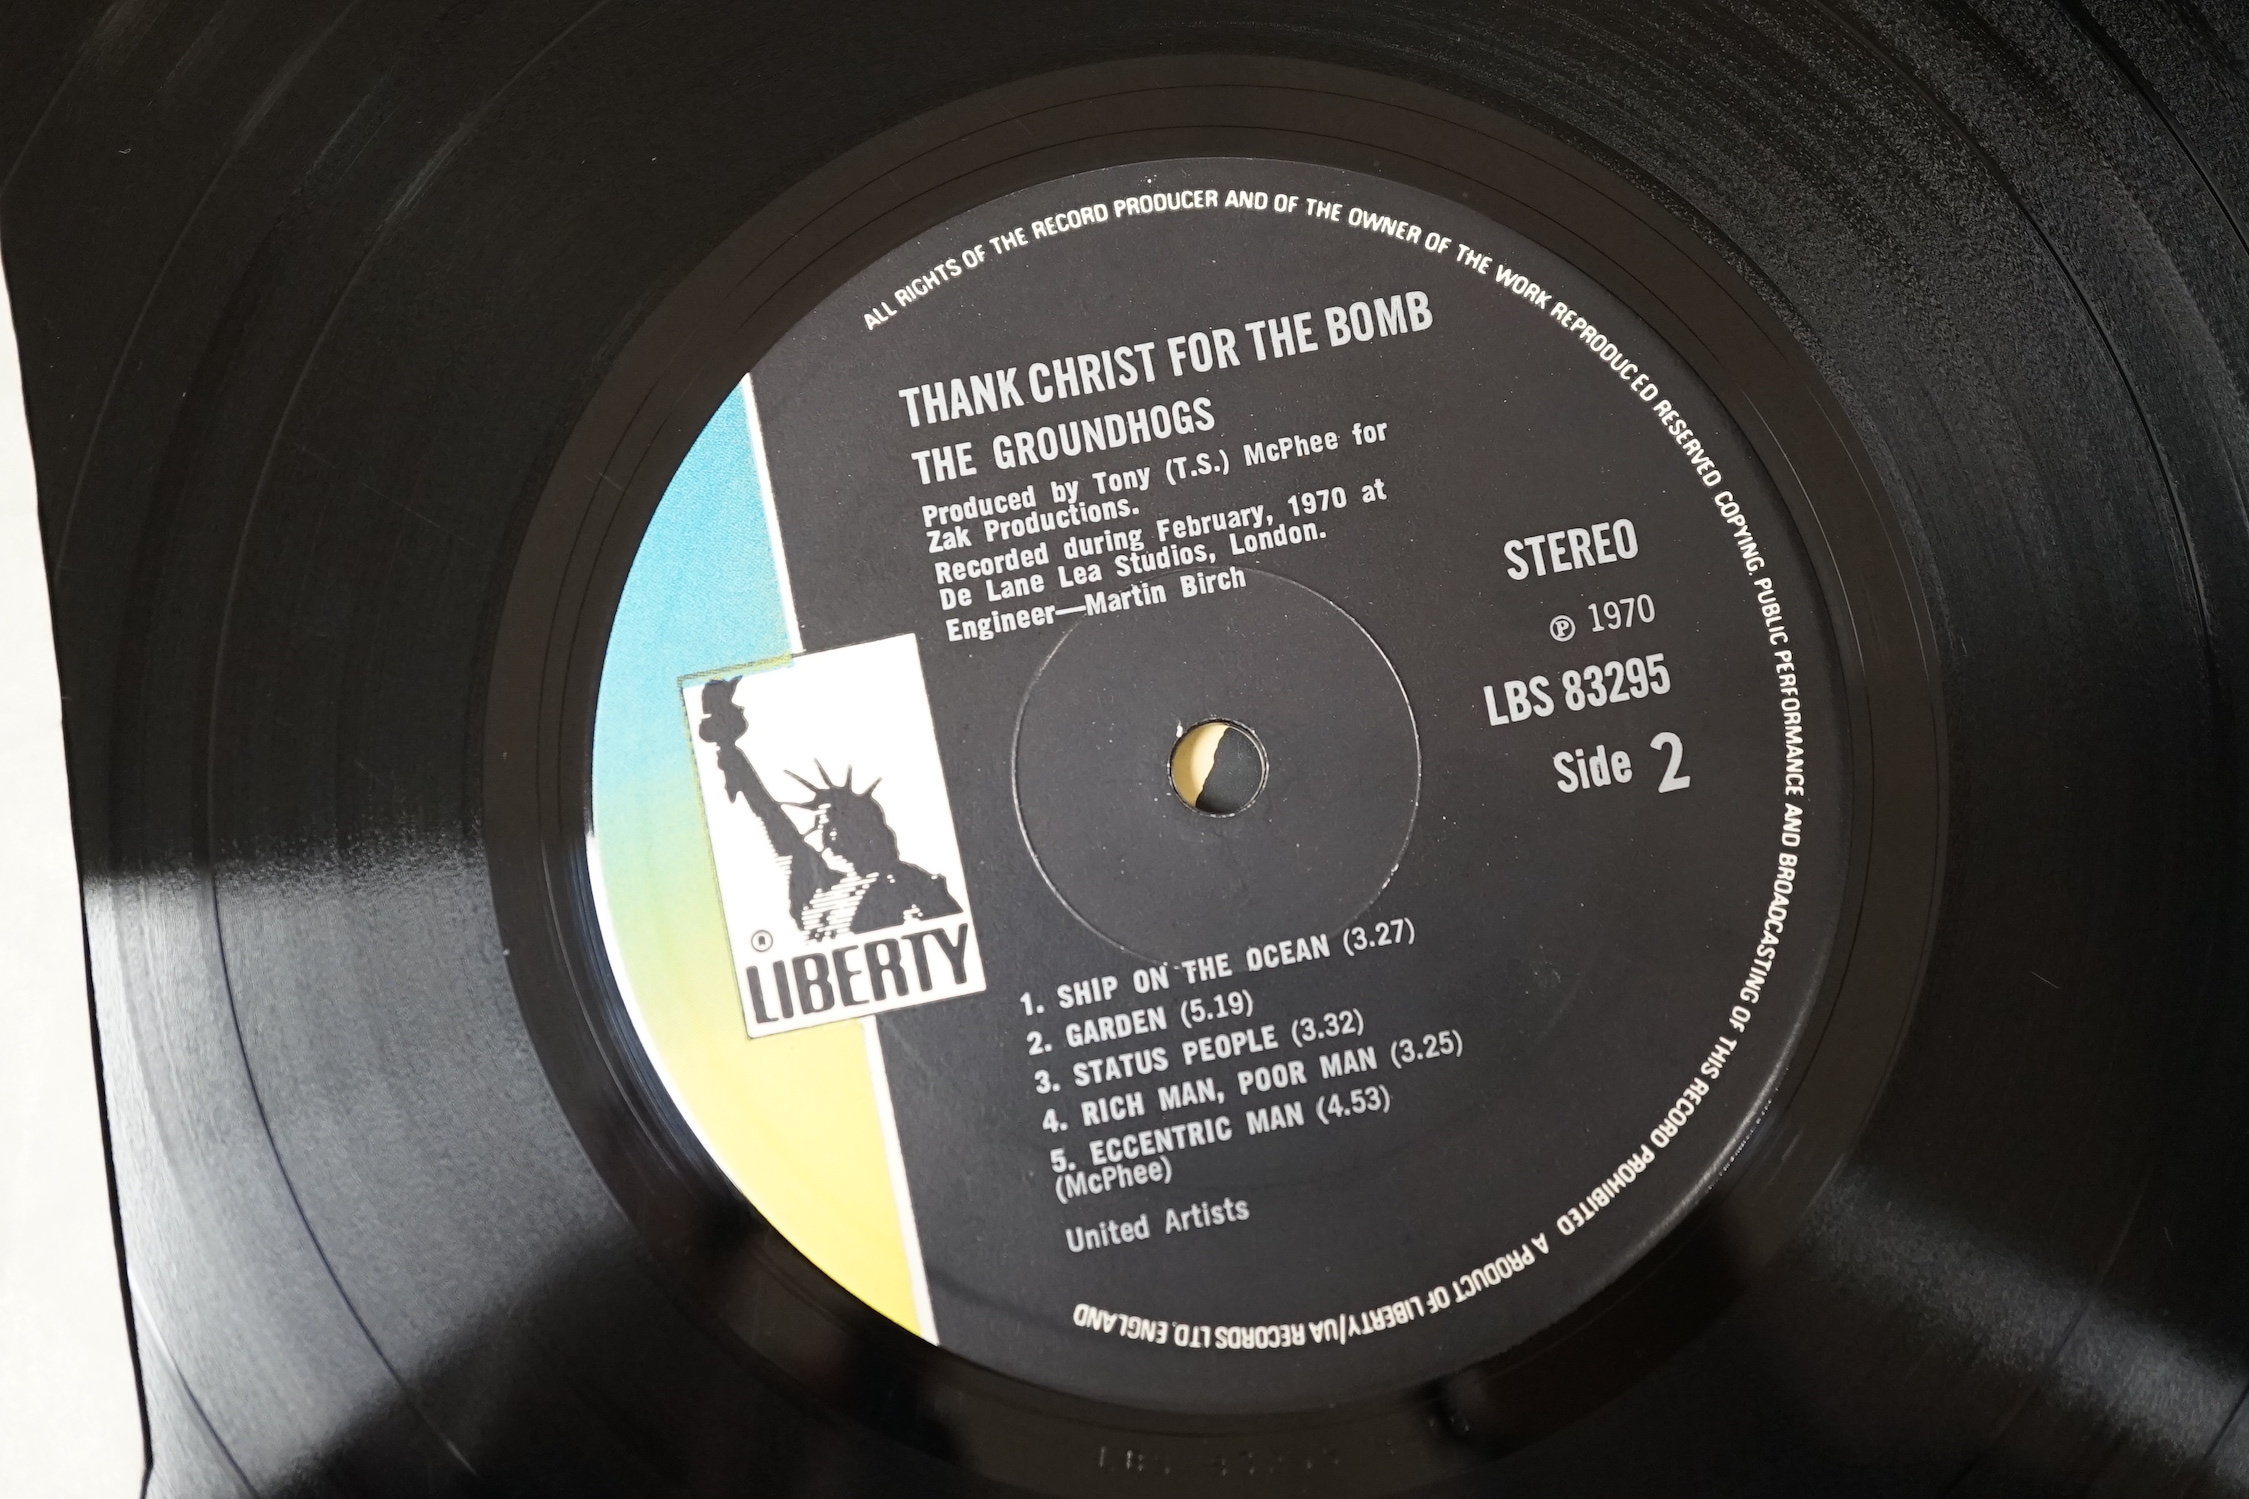 ALL RIGHTS OF THE RECORD PRODUCER AND OF THE OWNER OF THE WORK REPRODUCED RESERVED COPYING, PUBLIC PERFORMANCE AND BROADCASTING OF THIS RECORD PROHIBITED A PRODUCT OF LIBERTY/UA RECORDS LTD. ENGLAND
THANK CHRIST FOR THE BOMB
THE GROUNDHOGS
Produced by Tony (T.S.) McPhee for
Zak Productions.
Recorded during February, 1970 at
De Lane Lea Studios, London.
Engineer—Martin Birch
STEREO
℗ 1970
LBS 83295
Side 2
® LIBERTY
1. SHIP ON THE OCEAN (3.27)
2. GARDEN (5.19)
3. STATUS PEOPLE (3.32)
4. RICH MAN, POOR MAN (3.25)
5. ECCENTRIC MAN (4.53)
(McPhee)
United Artists